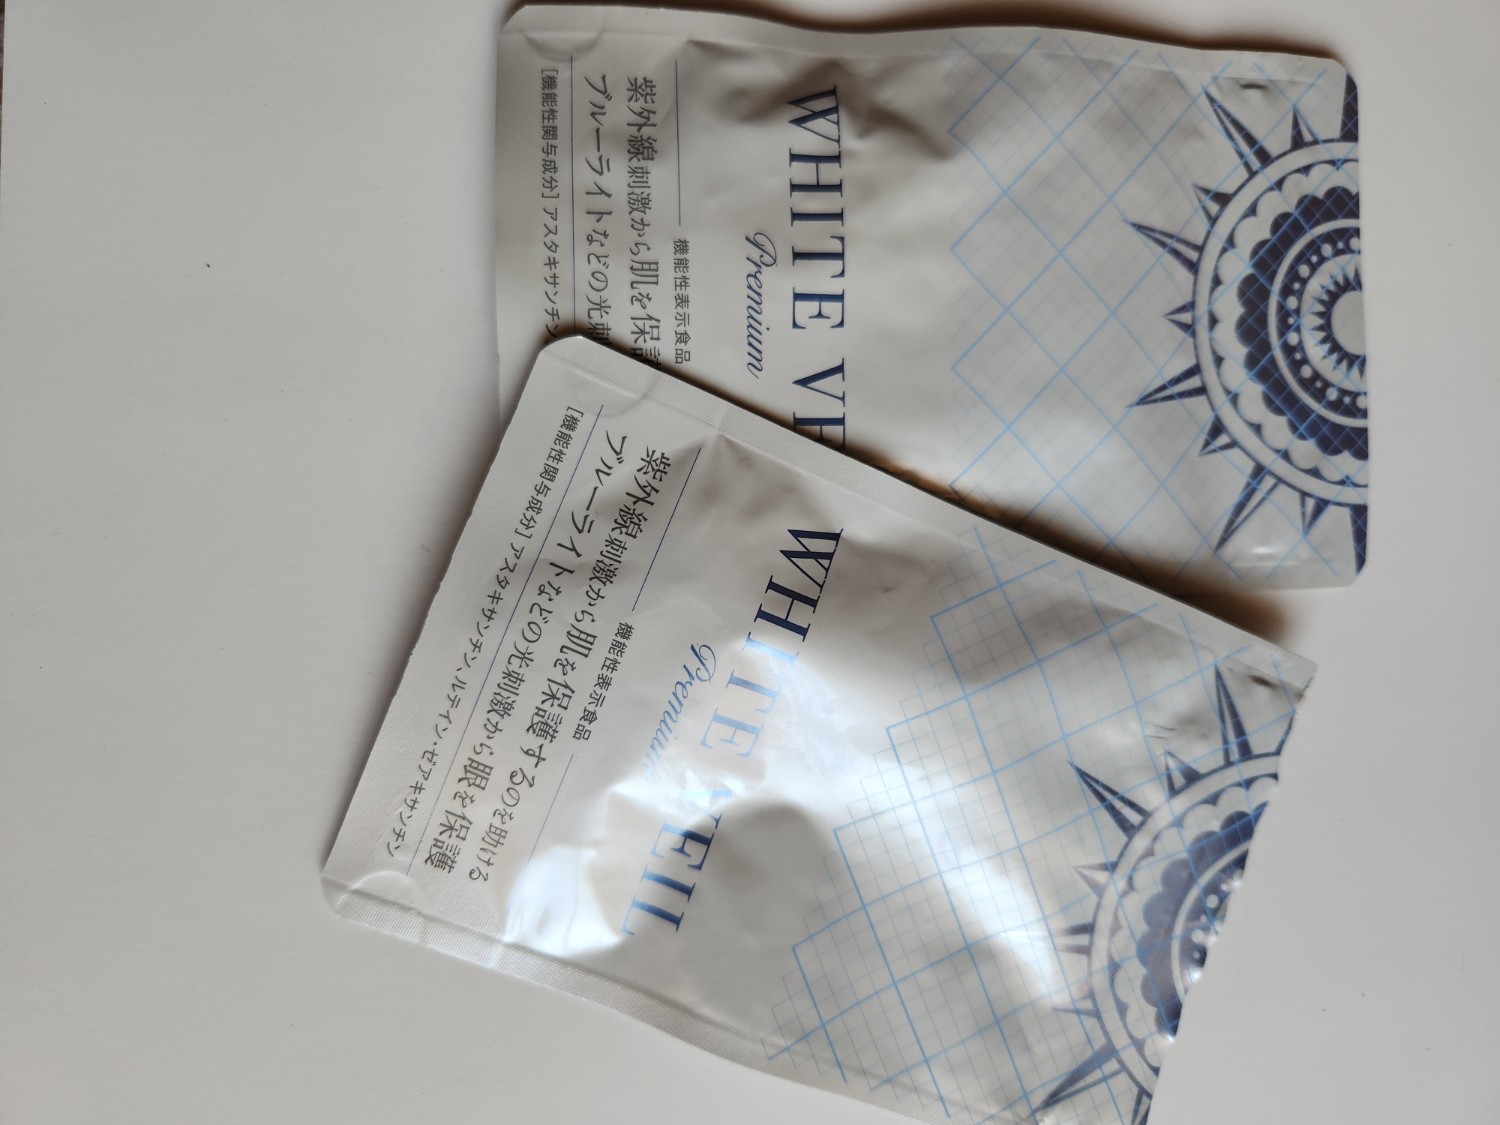 WHITE VE
Premium
機能性表示食品
紫外線刺激から肌を保護
ブルーライトなどの光刺
[機能性関与成分] アスタキサンチン
WHITE VEIL
Premium
機能性表示食品
紫外線刺激から肌を保護するのを助ける
ブルーライトなどの光刺激から眼を保護
[機能性関与成分] アスタキサンチン、ルテイン・ゼアキサンチン